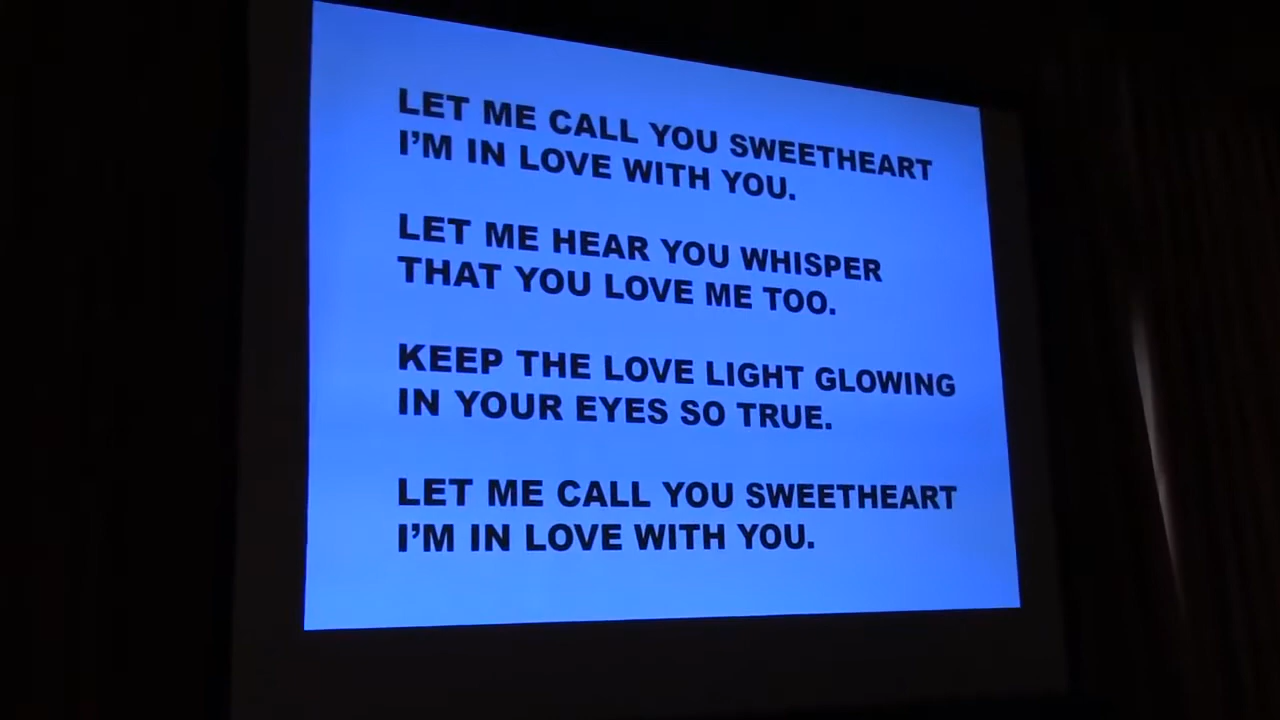 LET ME CALL YOU SWEETHEART
I'M IN LOVE WITH YOU.
LET ME HEAR YOU WHISPER
THAT YOU LOVE ME TOO.
KEEP THE LOVE LIGHT GLOWING
IN YOUR EYES SO TRUE.
LET ME CALL YOU SWEETHEART
I'M IN LOVE WITH YOU.